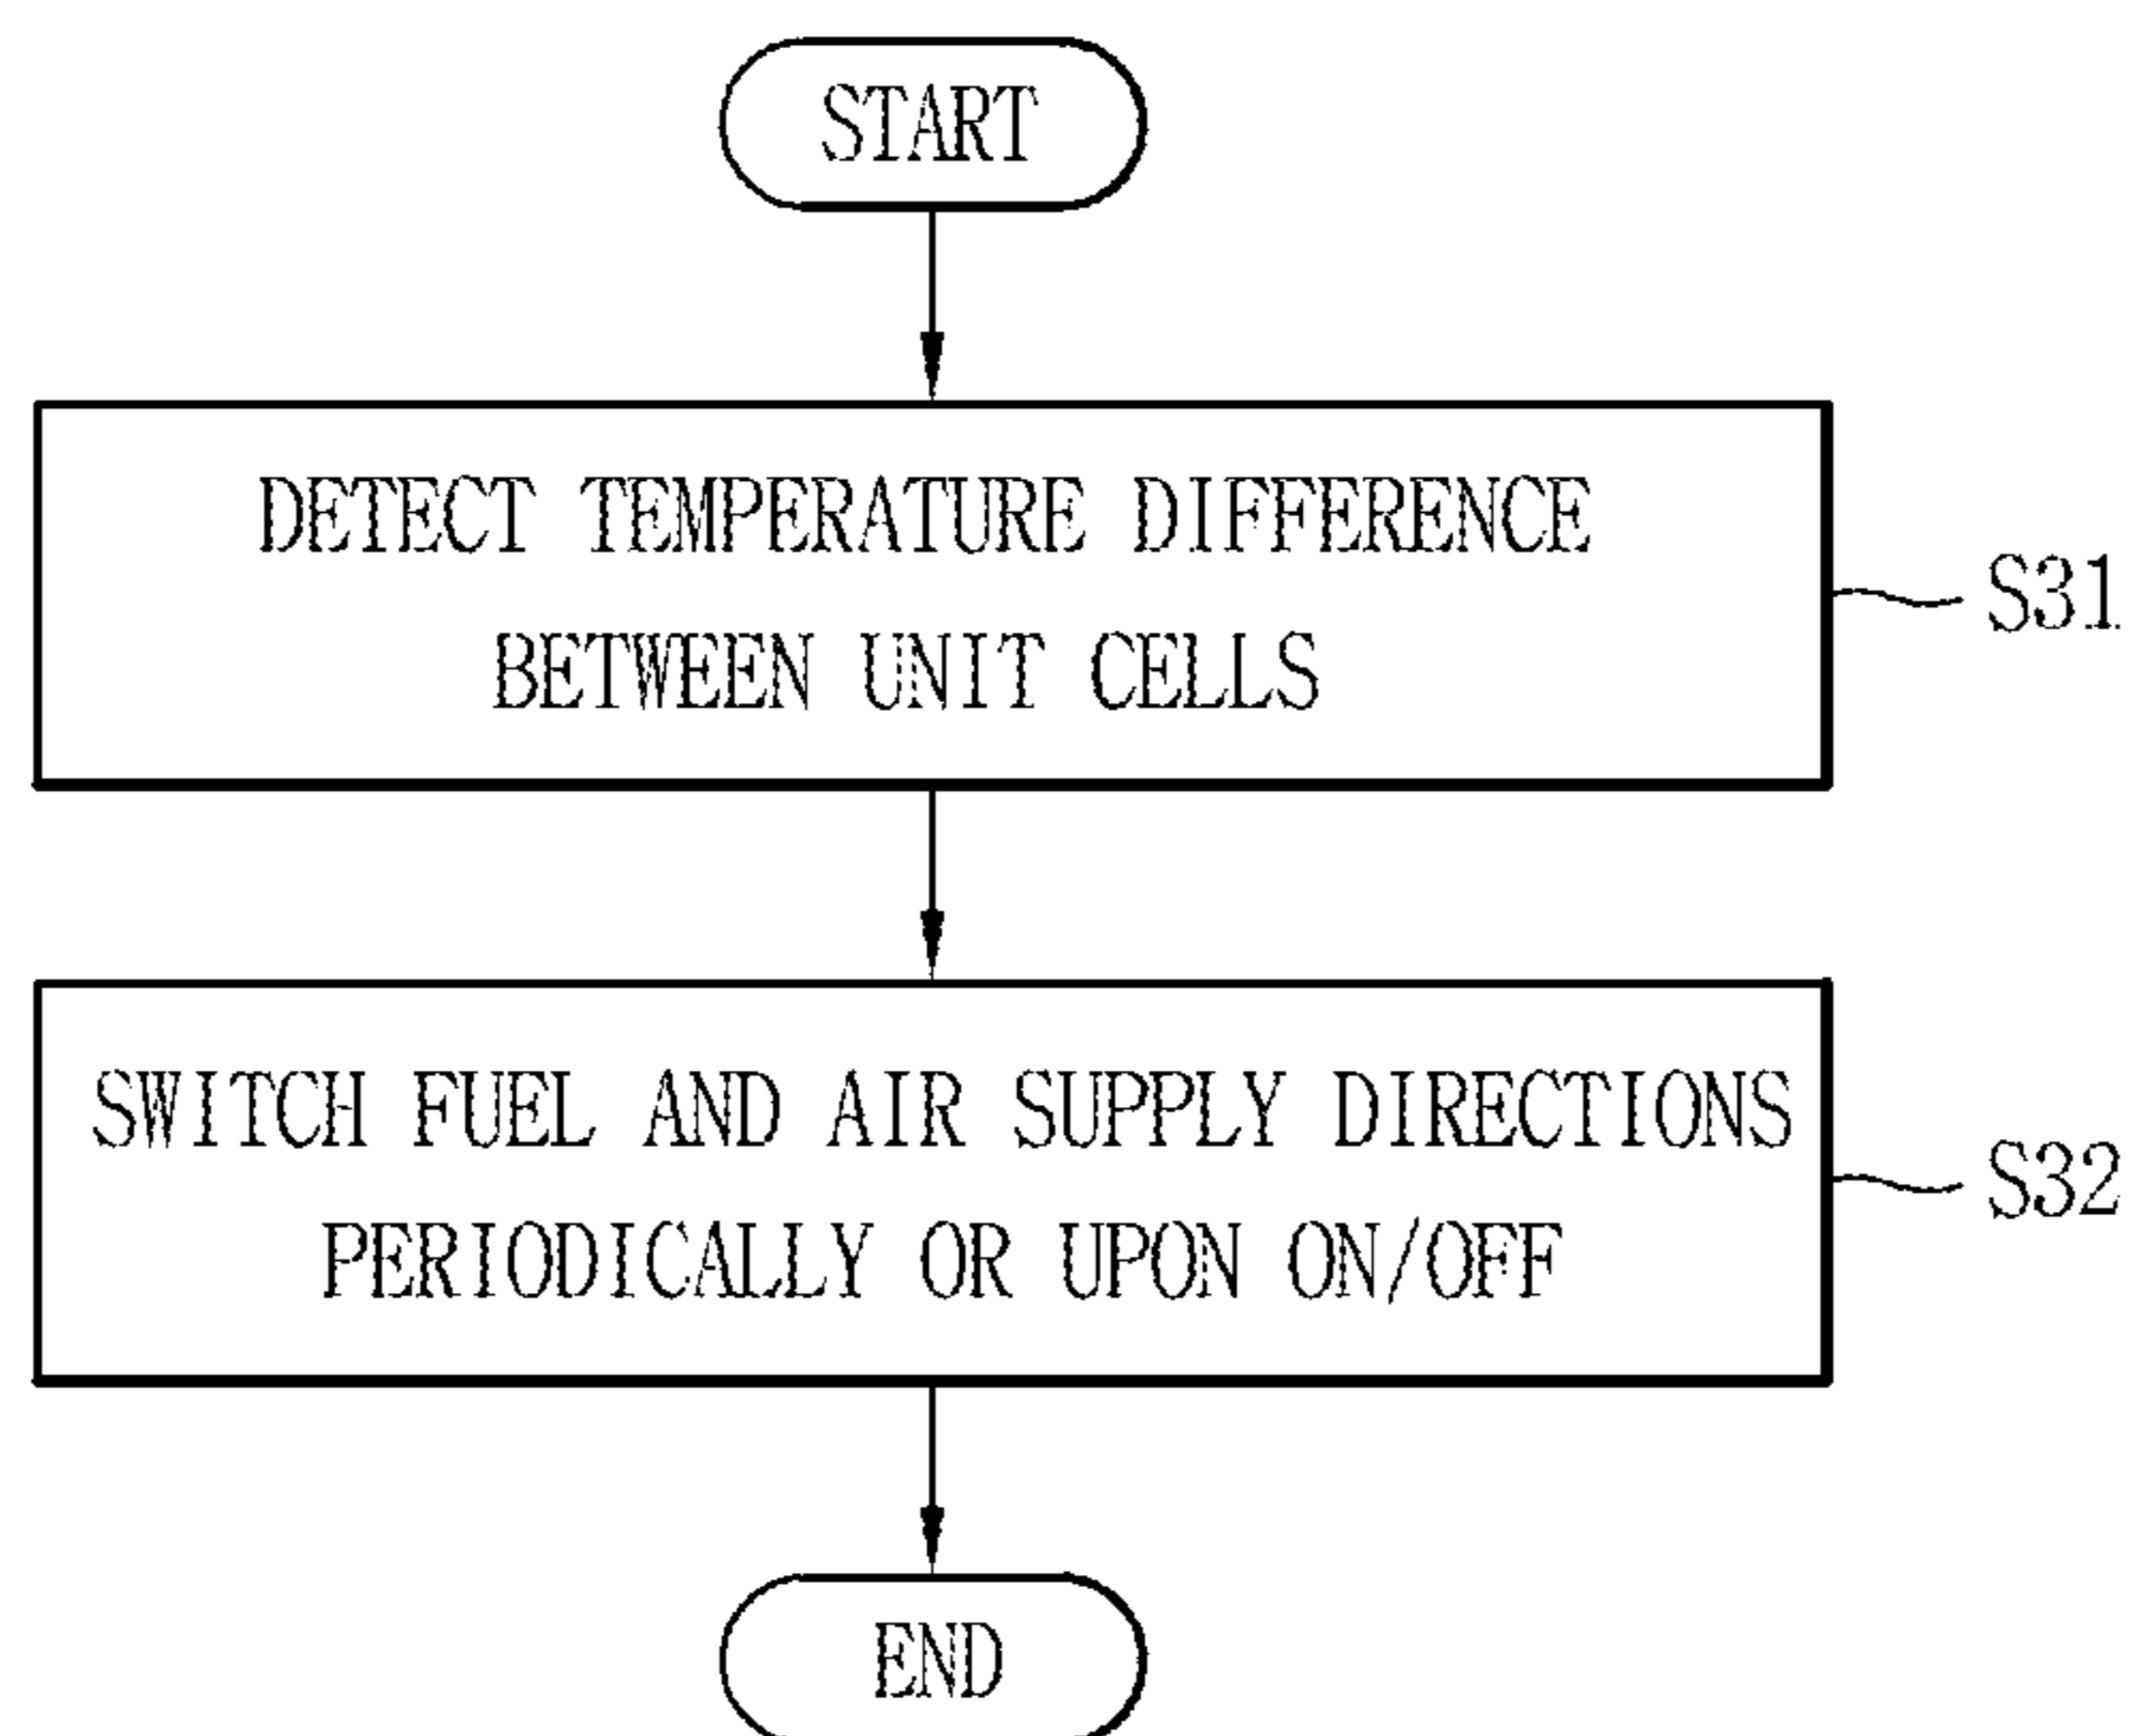 START
DETECT TEMPERATURE DIFFERENCE
BETWEEN UNIT CELLS
S31
SWITCH FUEL AND AIR SUPPLY DIRECTIONS
PERIODICALLY OR UPON ON/OFF
S32
END